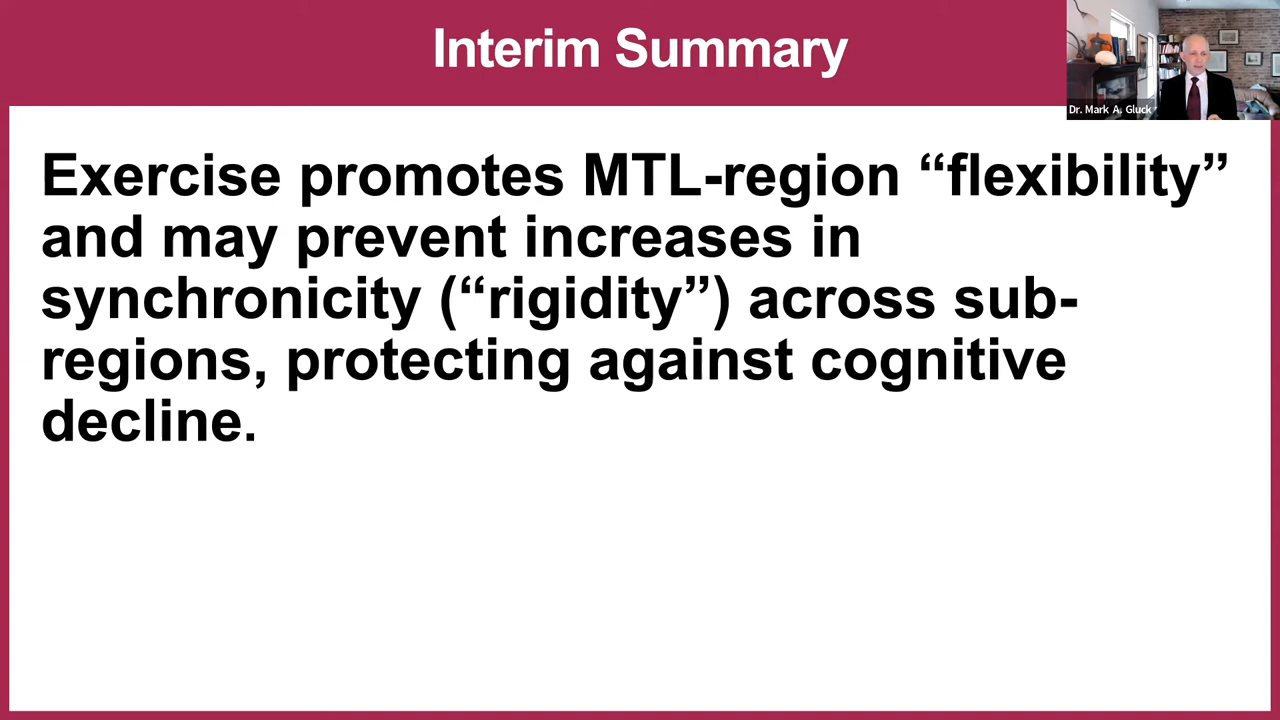 Interim Summary
Dr. Mark A. Gluck
Exercise promotes MTL-region “flexibility”
and may prevent increases in
synchronicity (“rigidity”) across sub-
regions, protecting against cognitive
decline.